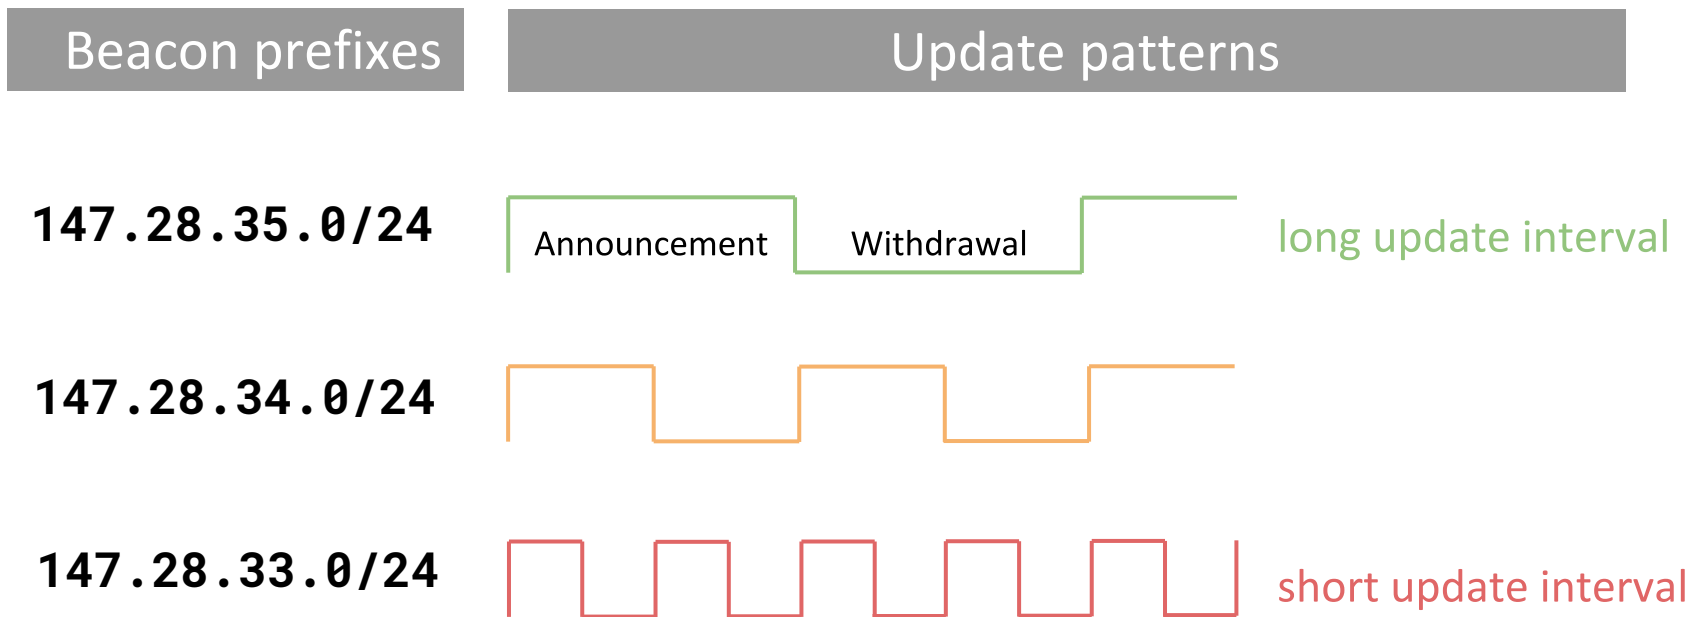 Beacon prefixes
Update patterns
147.28.35.0/24
Announcement
Withdrawal
long update interval
147.28.34.0/24
147.28.33.0/24
short update interval